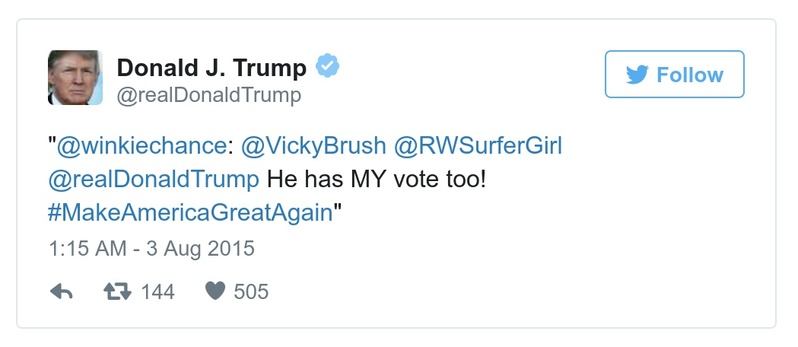 Donald J. Trump
@realDonaldTrump
Follow
"@winkiechance: @VickyBrush @RWSurferGirl
@realDonaldTrump He has MY vote too!
#MakeAmericaGreatAgain"
1:15 AM - 3 Aug 2015
144 505